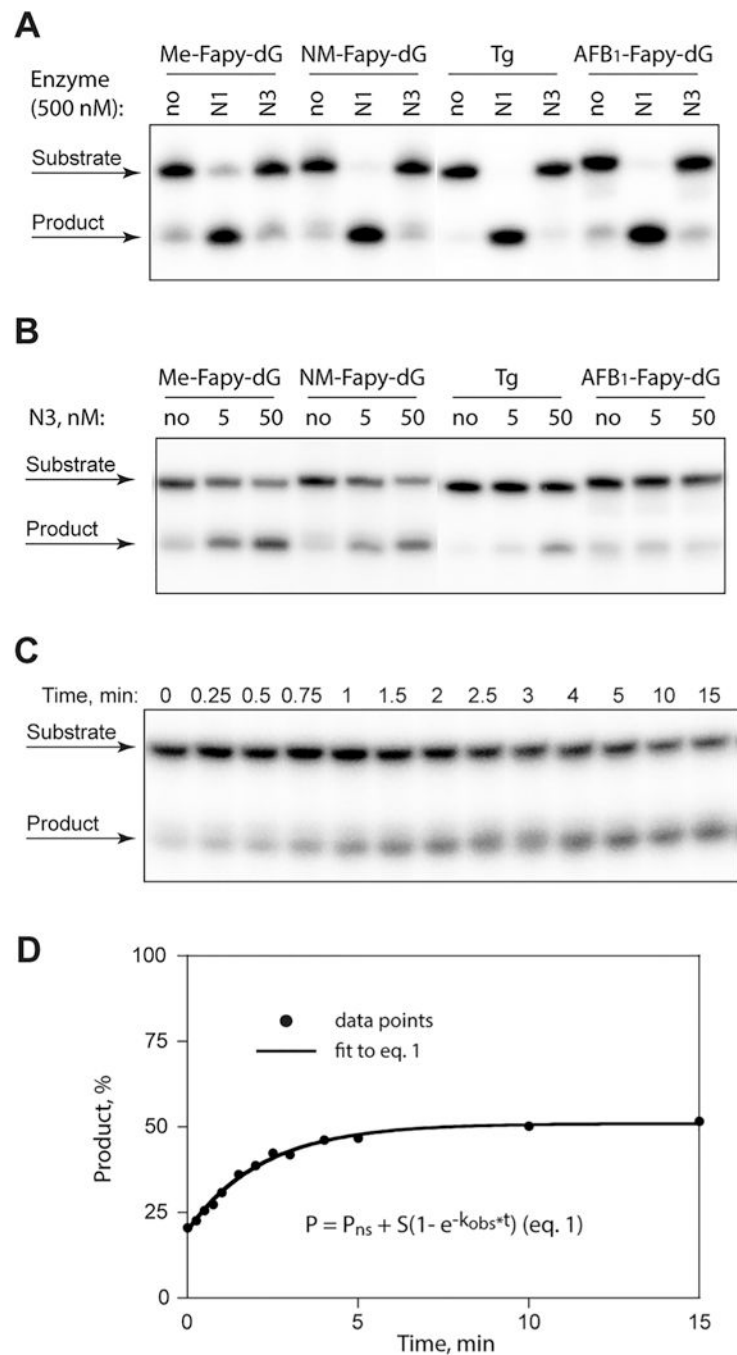 A
Me-Fapy-dG NM-Fapy-dG Tg AFB1-Fapy-dG
Enzyme
(500 nM):
no N1 N3 no N1 N3 no N1 N3 no N1 N3
Substrate
Product
B
Me-Fapy-dG NM-Fapy-dG Tg AFB1-Fapy-dG
N3, nM: no 5 50 no 5 50 no 5 50 no 5 50
Substrate
Product
C
Time, min: 0 0.25 0.5 0.75 1 1.5 2 2.5 3 4 5 10 15
Substrate
Product
D
Product, %
100
75
50
25
0
data points
fit to eq. 1
P = Pns + S(1- e-kobs*t) (eq. 1)
0 5 10 15
Time, min